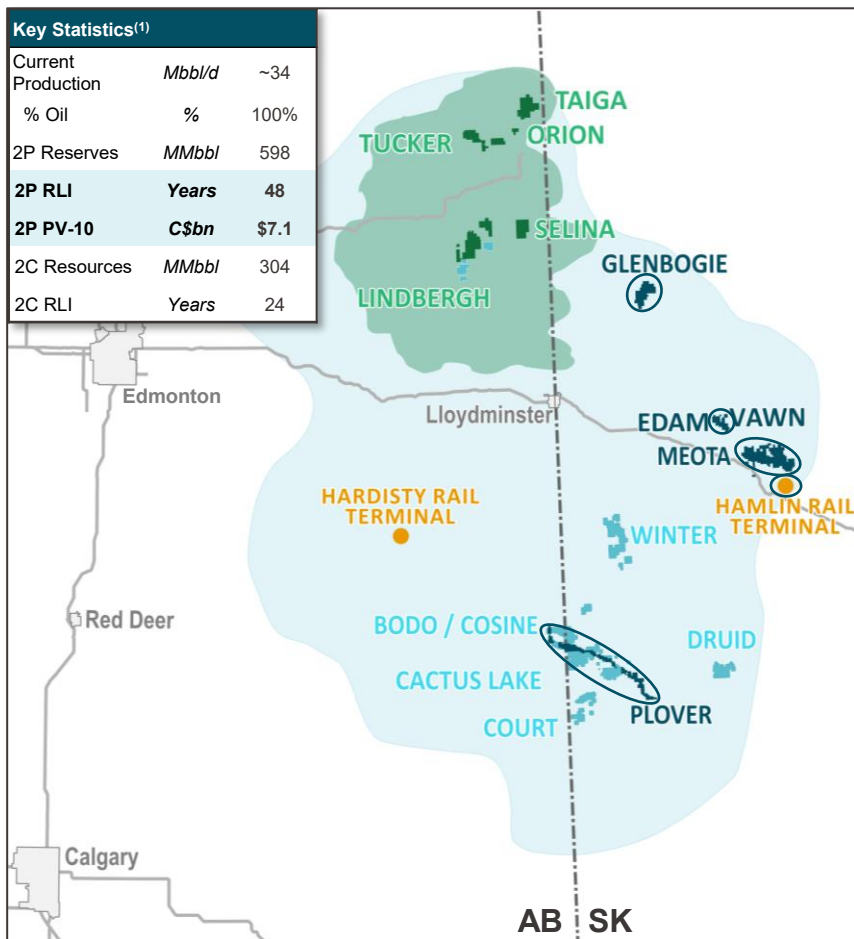 Key Statistics(1)
Current Production Mbbl/d ~34
% Oil % 100%
2P Reserves MMbbl 598
2P RLI Years 48
2P PV-10 C$bn $7.1
2C Resources MMbbl 304
2C RLI Years 24
TAIGA
TUCKER
ORION
SELINA
LINDBERGH
GLENBOGIE
Edmonton
Lloydminster
EDAM
VAWN
MEOTA
HARDISTY RAIL
TERMINAL
HAMLIN RAIL
TERMINAL
WINTER
Red Deer
BODO / COSINE
DRUID
CACTUS LAKE
PLOVER
COURT
Calgary
AB SK